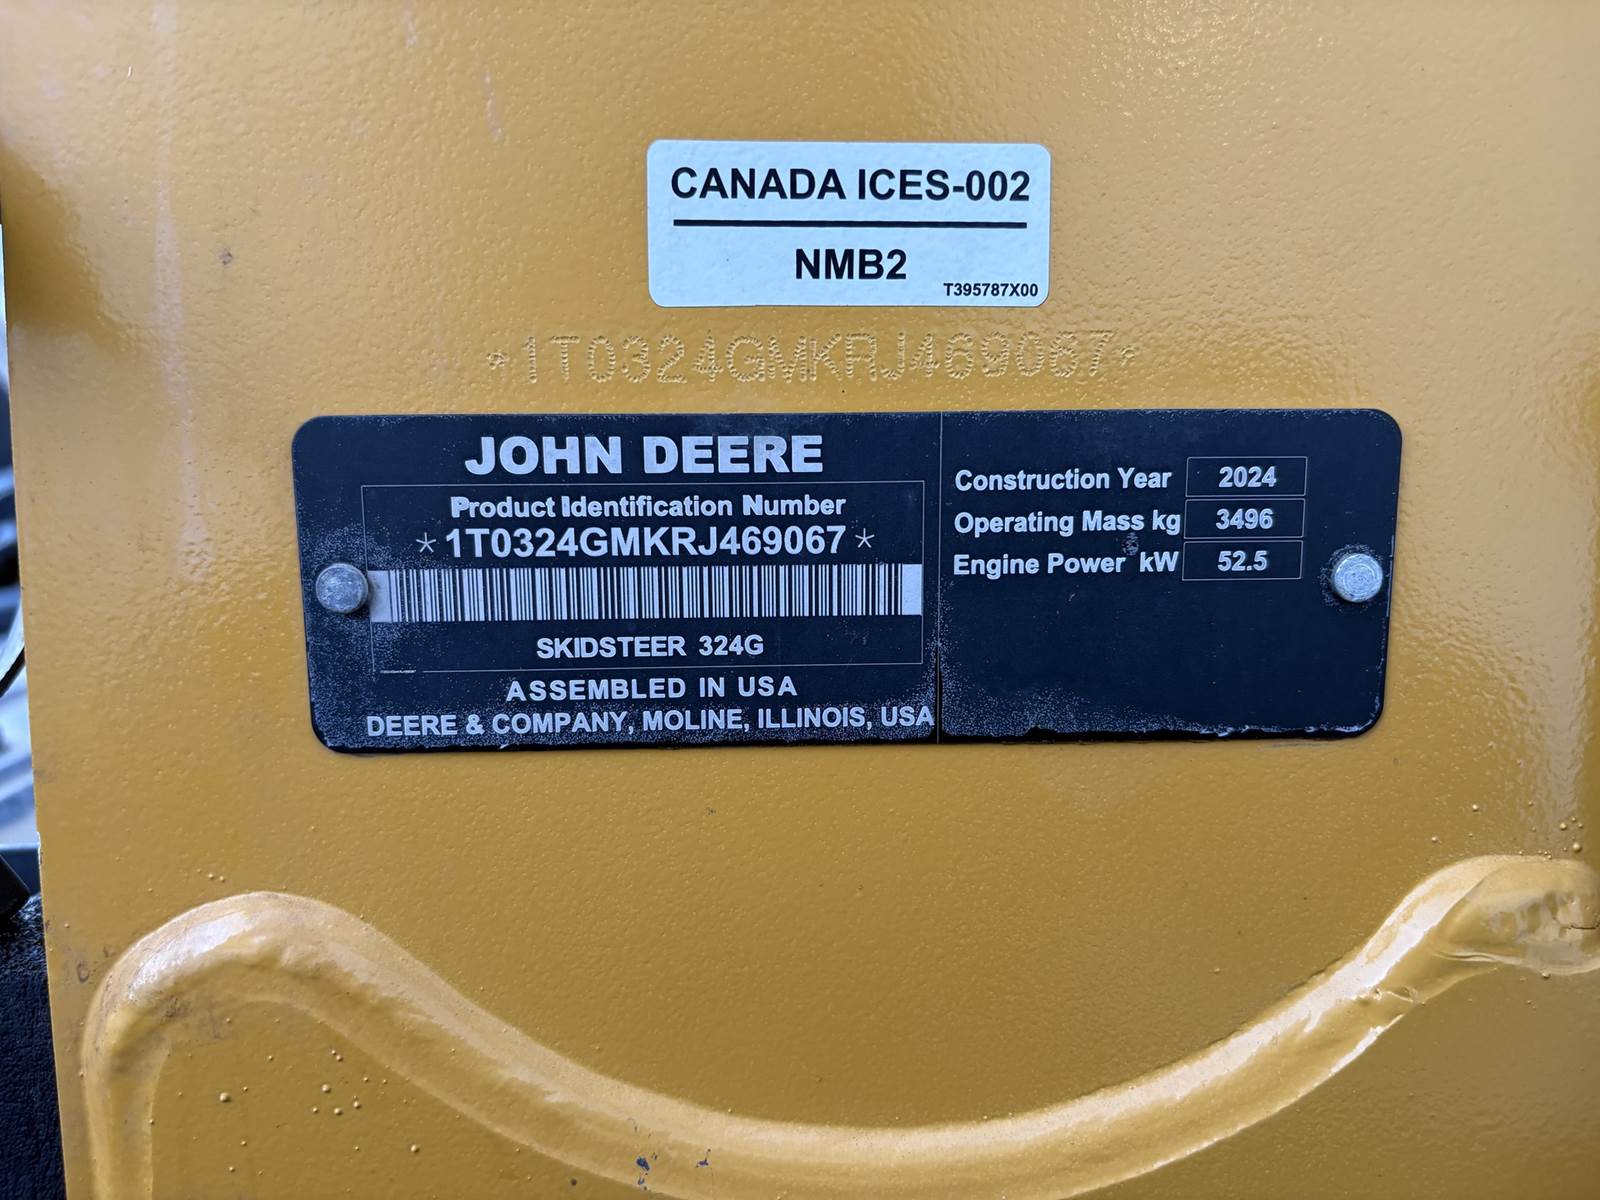 CANADA ICES-002
NMB2
T395787X00
*1T0324GMKRJ469067*
JOHN DEERE
Product Identification Number
*1T0324GMKRJ469067*
SKIDSTEER 324G
ASSEMBLED IN USA
DEERE & COMPANY, MOLINE, ILLINOIS, USA
Construction Year 2024
Operating Mass kg 3496
Engine Power kW 52.5